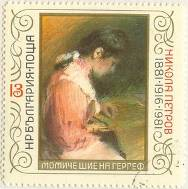 13
НР БЪЛГАРИЯ·ПОЩА
НИКОЛА ПЕТРОВ
1881·1916·1981
МОМИЧЕ ШИЕ НА ГЕРГЕФ